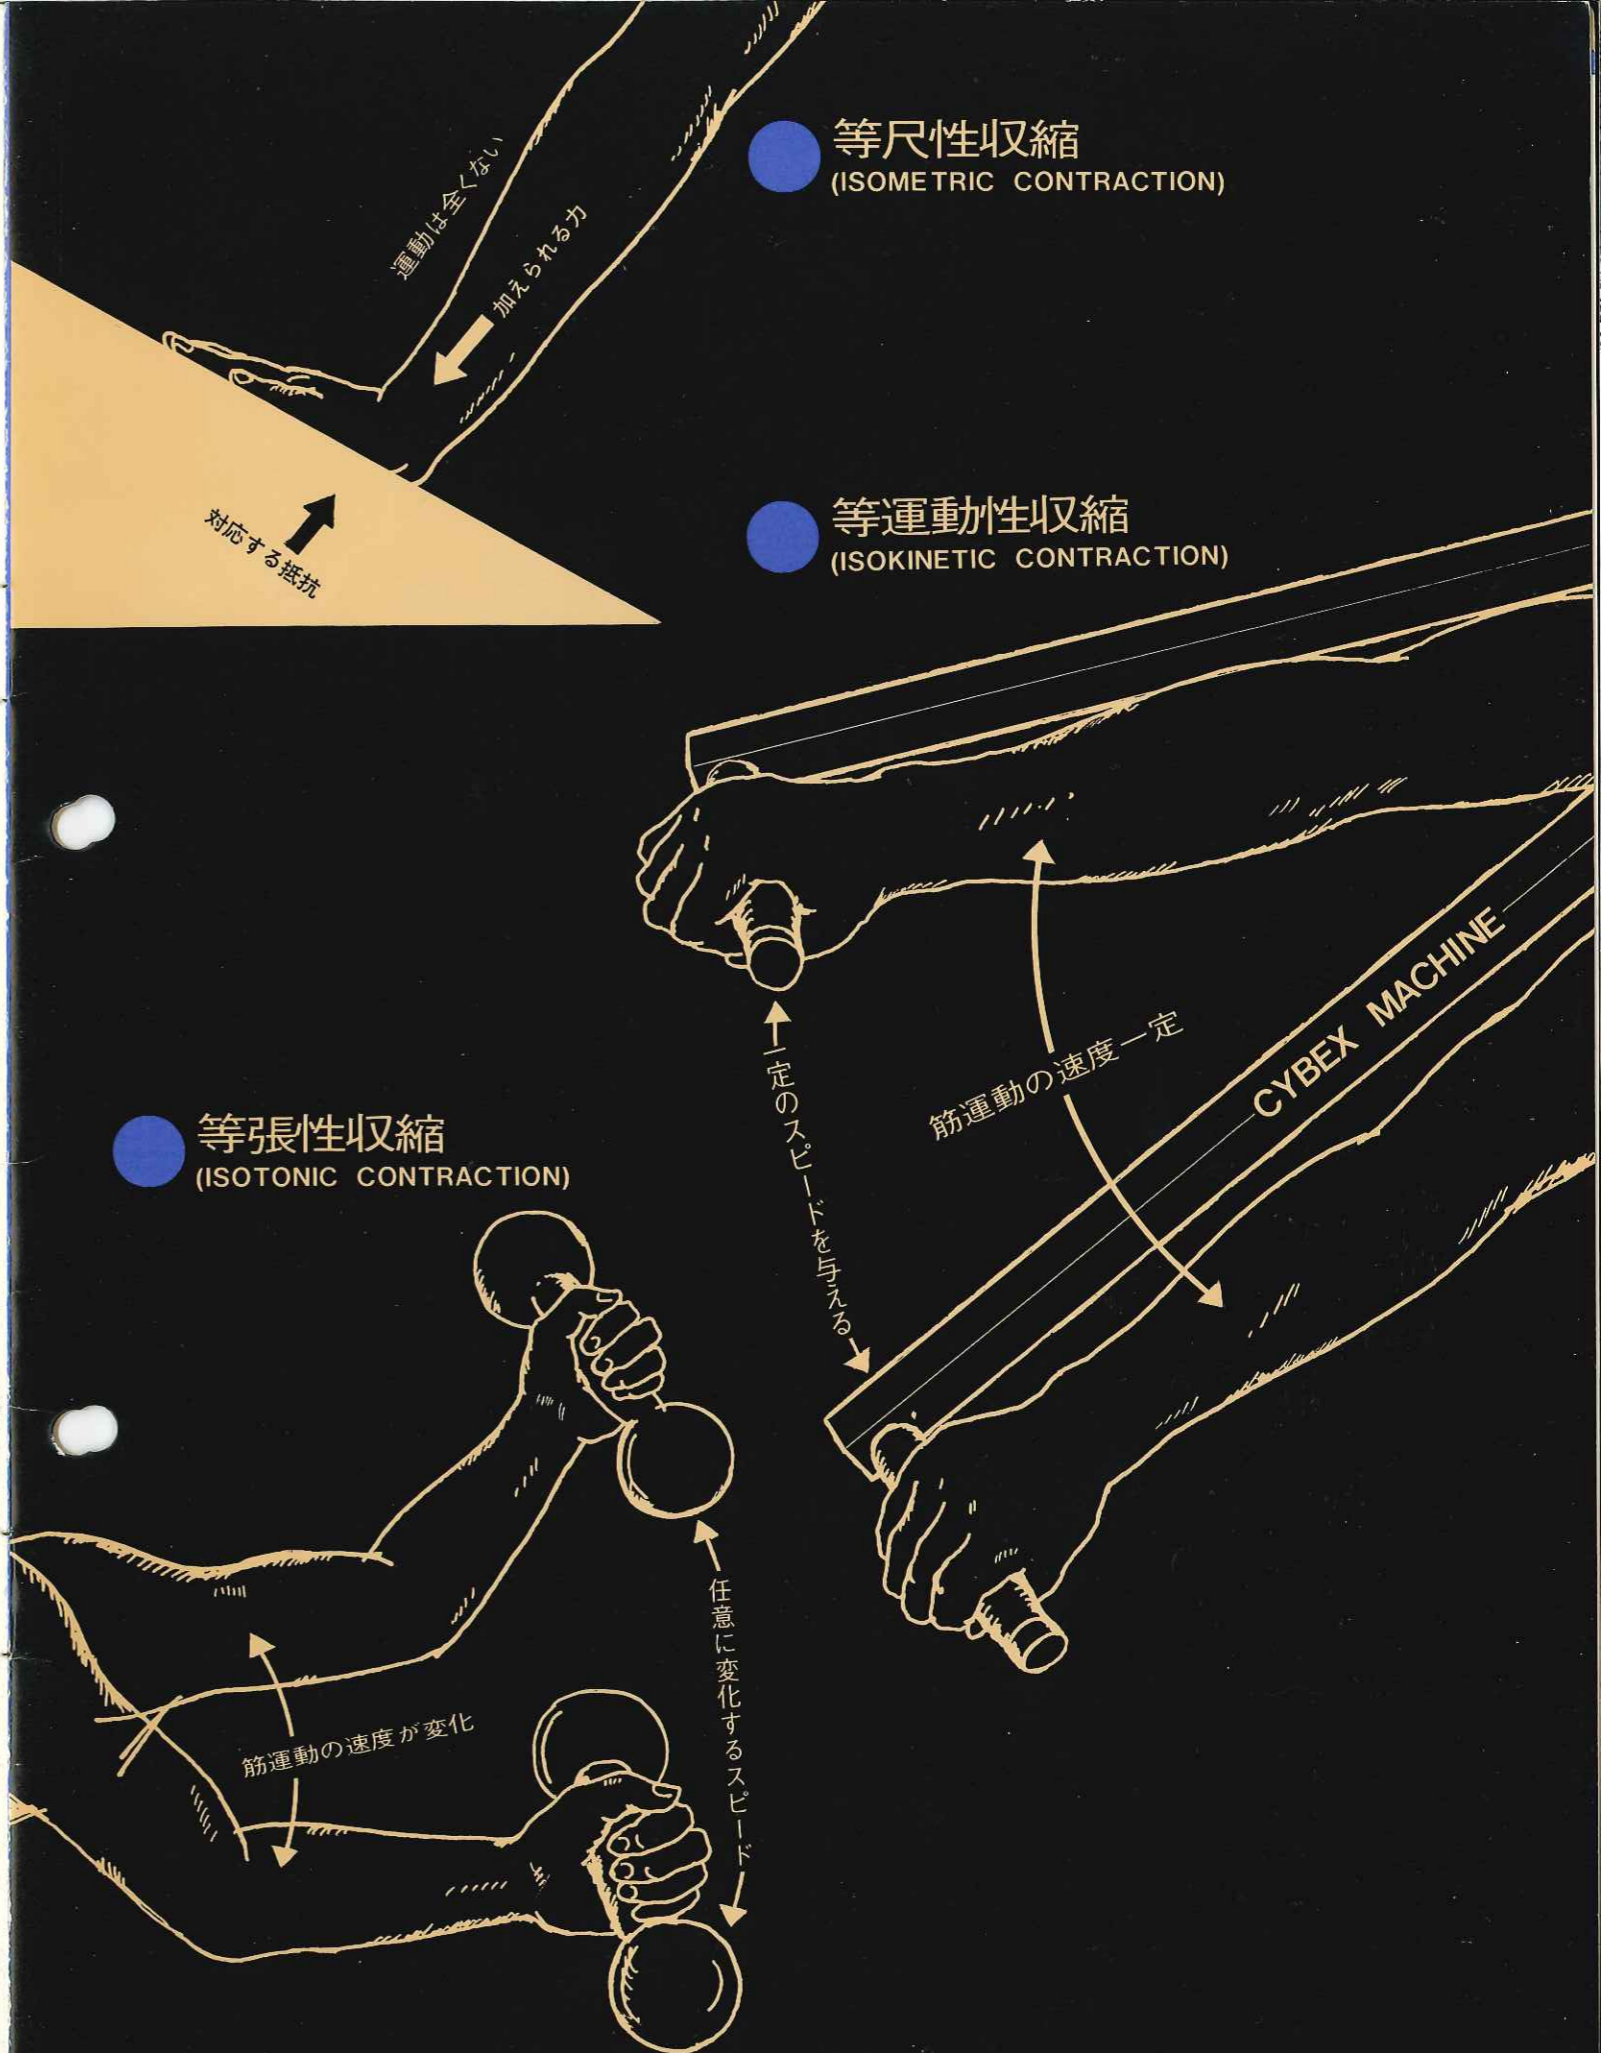 等尺性収縮
(ISOMETRIC CONTRACTION)
運動は全くない
加えられる力
対応する抵抗
等運動性収縮
(ISOKINETIC CONTRACTION)
CYBEX MACHINE
筋運動の速度一定
一定のスピードを与える
等張性収縮
(ISOTONIC CONTRACTION)
任意に変化するスピード
筋運動の速度が変化